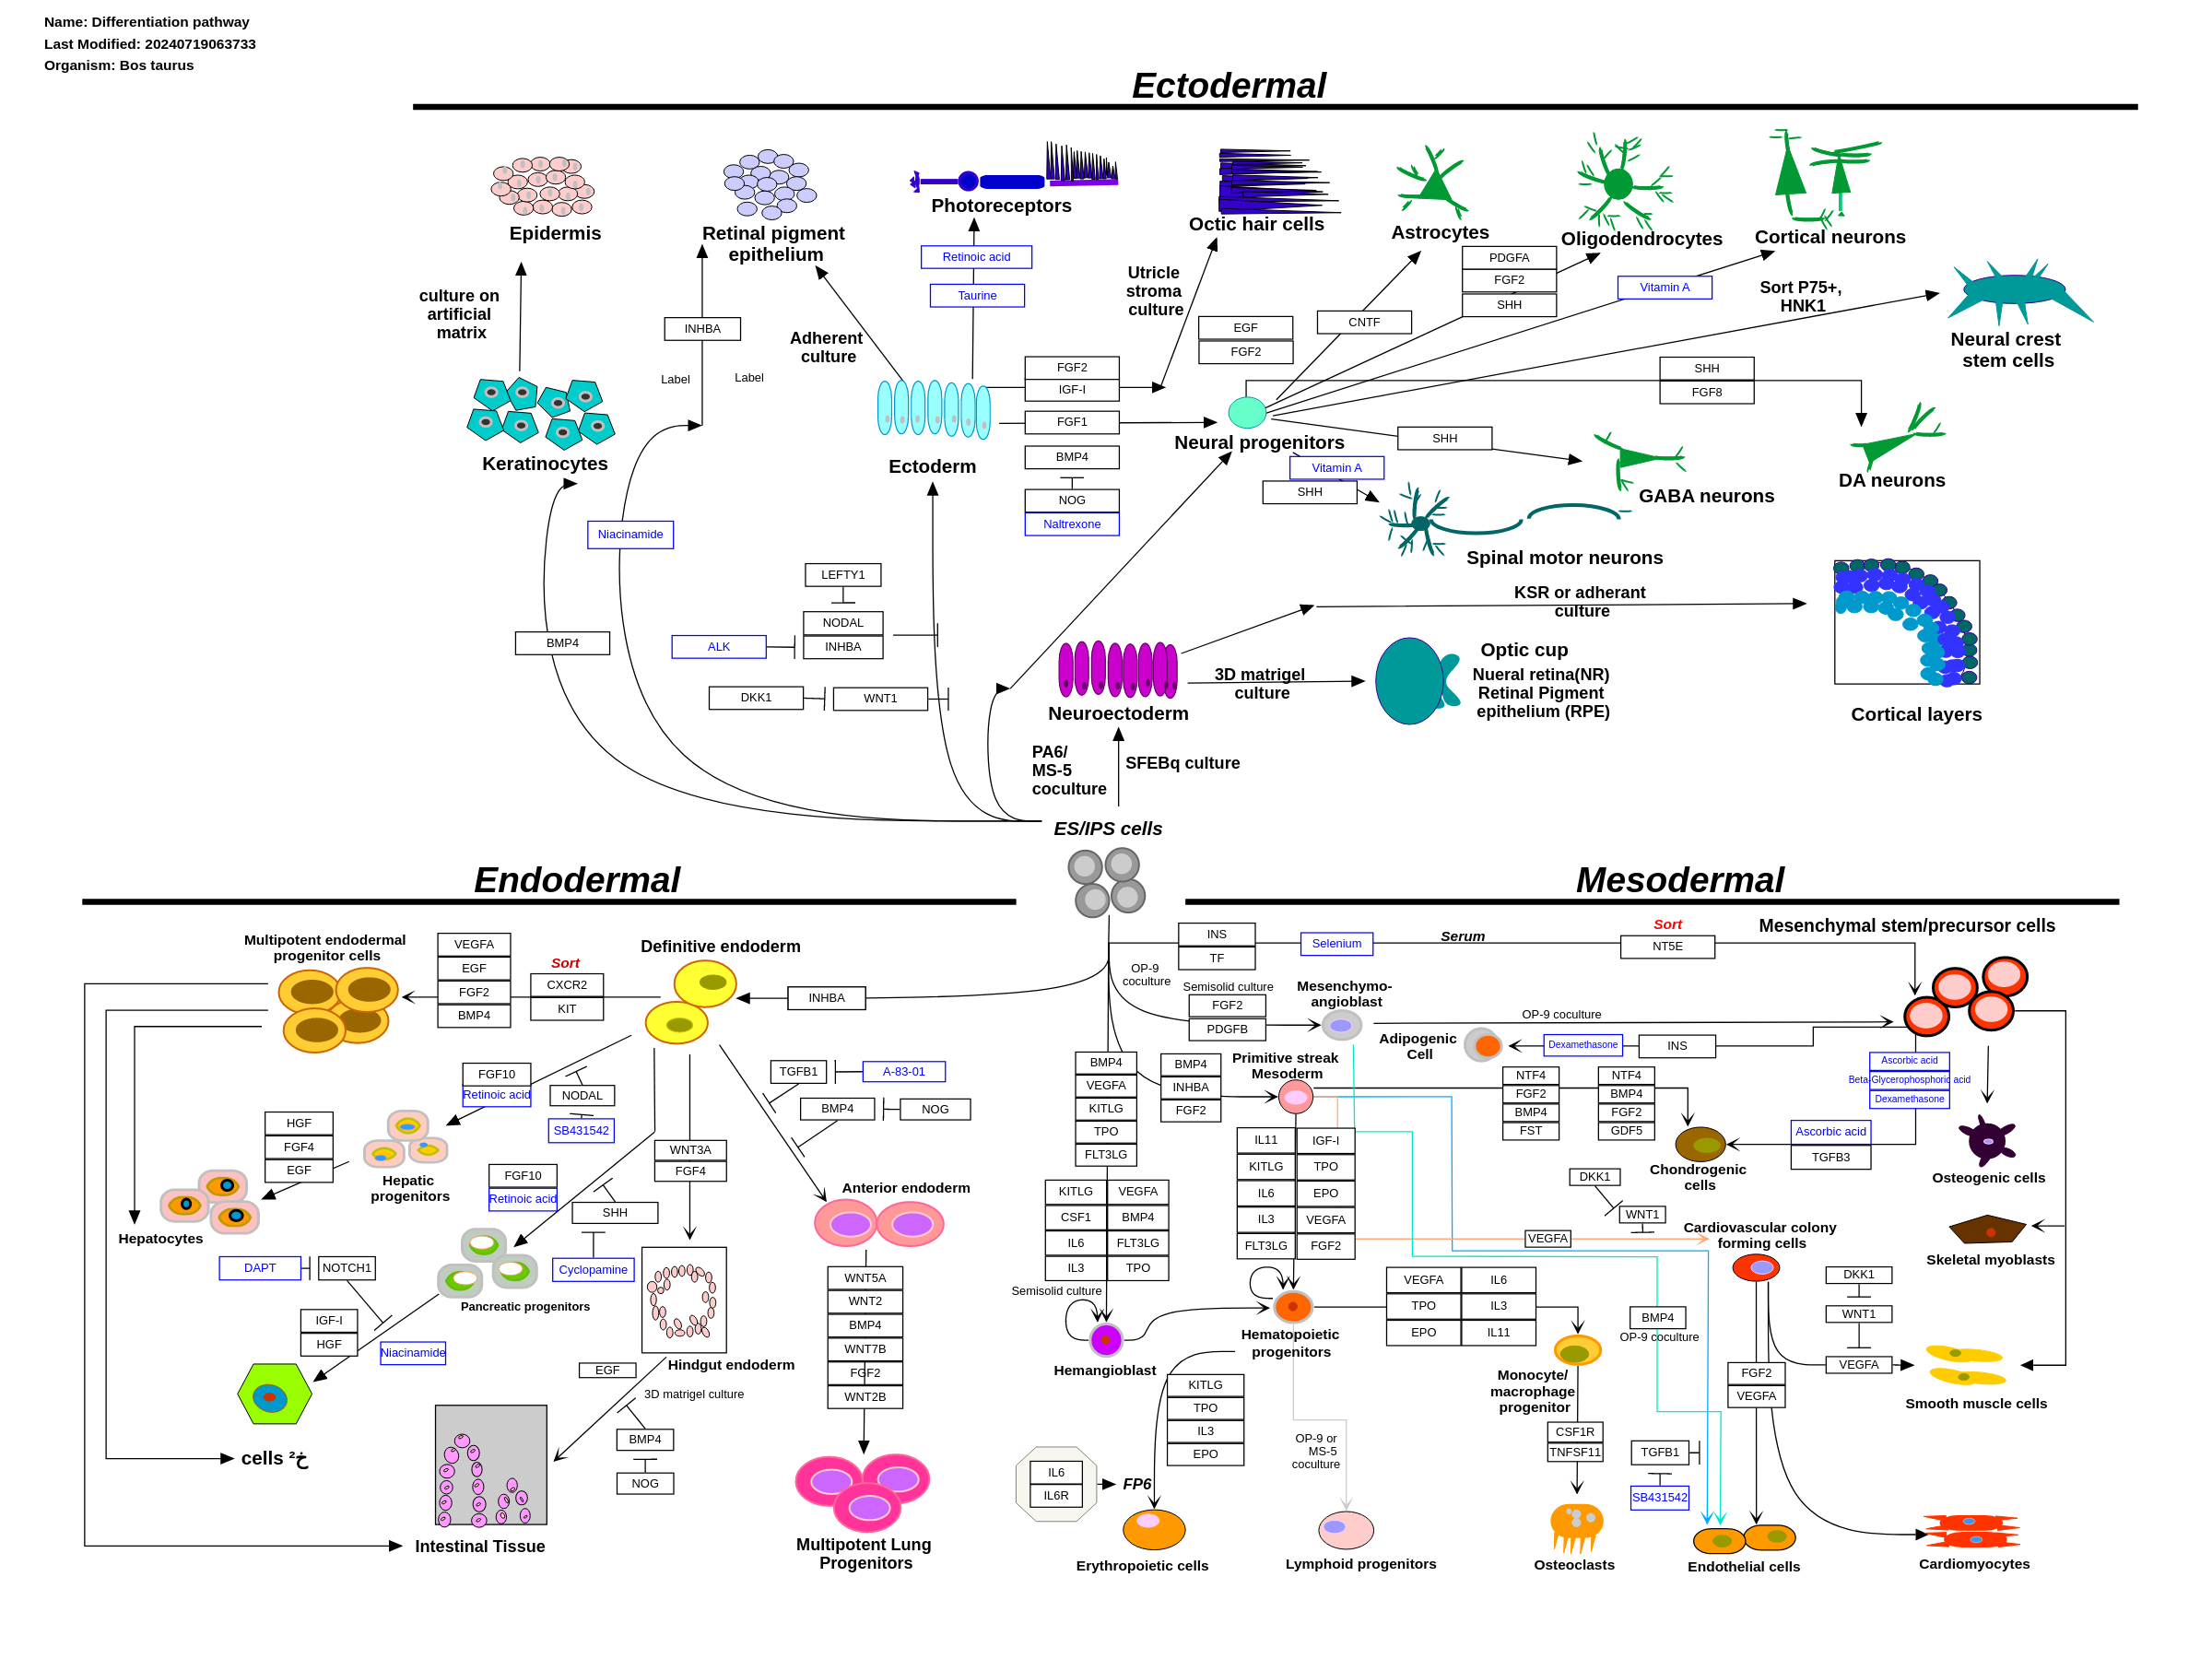 Name: Differentiation pathway
Last Modified: 20240719063733
Organism: Bos taurus
Ectodermal
Epidermis
Retinal pigment
epithelium
Photoreceptors
Octic hair cells
Astrocytes
Oligodendrocytes
Cortical neurons
Retinoic acid
Taurine
culture on
artificial
matrix
INHBA
Label
Label
Adherent
culture
Utricle
stroma
culture
EGF
FGF2
CNTF
PDGFA
FGF2
SHH
Vitamin A
Sort P75+,
HNK1
Neural crest
stem cells
FGF2
IGF-I
FGF1
BMP4
NOG
Naltrexone
SHH
FGF8
Keratinocytes
Ectoderm
Neural progenitors
SHH
Vitamin A
SHH
GABA neurons
DA neurons
Spinal motor neurons
Niacinamide
LEFTY1
NODAL
INHBA
ALK
BMP4
DKK1
WNT1
KSR or adherant
culture
3D matrigel
culture
Optic cup
Nueral retina(NR)
Retinal Pigment
epithelium (RPE)
Cortical layers
Neuroectoderm
PA6/
MS-5
coculture
SFEBq culture
ES/IPS cells
Endodermal
Mesodermal
Multipotent endodermal
progenitor cells
VEGFA
EGF
FGF2
BMP4
Sort
CXCR2
KIT
Definitive endoderm
INHBA
FGF10
Retinoic acid
NODAL
SB431542
TGFB1
A-83-01
BMP4
NOG
HGF
FGF4
EGF
Hepatic
progenitors
FGF10
Retinoic acid
WNT3A
FGF4
SHH
Cyclopamine
Anterior endoderm
Hepatocytes
DAPT
NOTCH1
Pancreatic progenitors
IGF-I
HGF
Niacinamide
WNT5A
WNT2
BMP4
WNT7B
FGF2
WNT2B
EGF
Hindgut endoderm
3D matrigel culture
BMP4
NOG
cells ²خ
Intestinal Tissue
Multipotent Lung
Progenitors
INS
TF
Selenium
Serum
Sort
NT5E
Mesenchymal stem/precursor cells
OP-9
coculture
Semisolid culture
FGF2
PDGFB
Mesenchymo-
angioblast
OP-9 coculture
Adipogenic
Cell
Dexamethasone
INS
Ascorbic acid
Beta-Glycerophosphoric acid
Dexamethasone
BMP4
VEGFA
KITLG
TPO
FLT3LG
BMP4
INHBA
FGF2
Primitive streak
Mesoderm
NTF4
FGF2
BMP4
FST
NTF4
BMP4
FGF2
GDF5
Ascorbic acid
TGFB3
Chondrogenic
cells
Osteogenic cells
IL11
KITLG
IL6
IL3
FLT3LG
IGF-I
TPO
EPO
VEGFA
FGF2
KITLG
CSF1
IL6
IL3
VEGFA
BMP4
FLT3LG
TPO
DKK1
WNT1
VEGFA
Cardiovascular colony
forming cells
Skeletal myoblasts
Semisolid culture
Hemangioblast
Hematopoietic
progenitors
VEGFA
TPO
EPO
IL6
IL3
IL11
BMP4
OP-9 coculture
DKK1
WNT1
VEGFA
Monocyte/
macrophage
progenitor
FGF2
VEGFA
Smooth muscle cells
KITLG
TPO
IL3
EPO
OP-9 or
MS-5
coculture
CSF1R
TNFSF11
TGFB1
SB431542
IL6
IL6R
FP6
Erythropoietic cells
Lymphoid progenitors
Osteoclasts
Endothelial cells
Cardiomyocytes